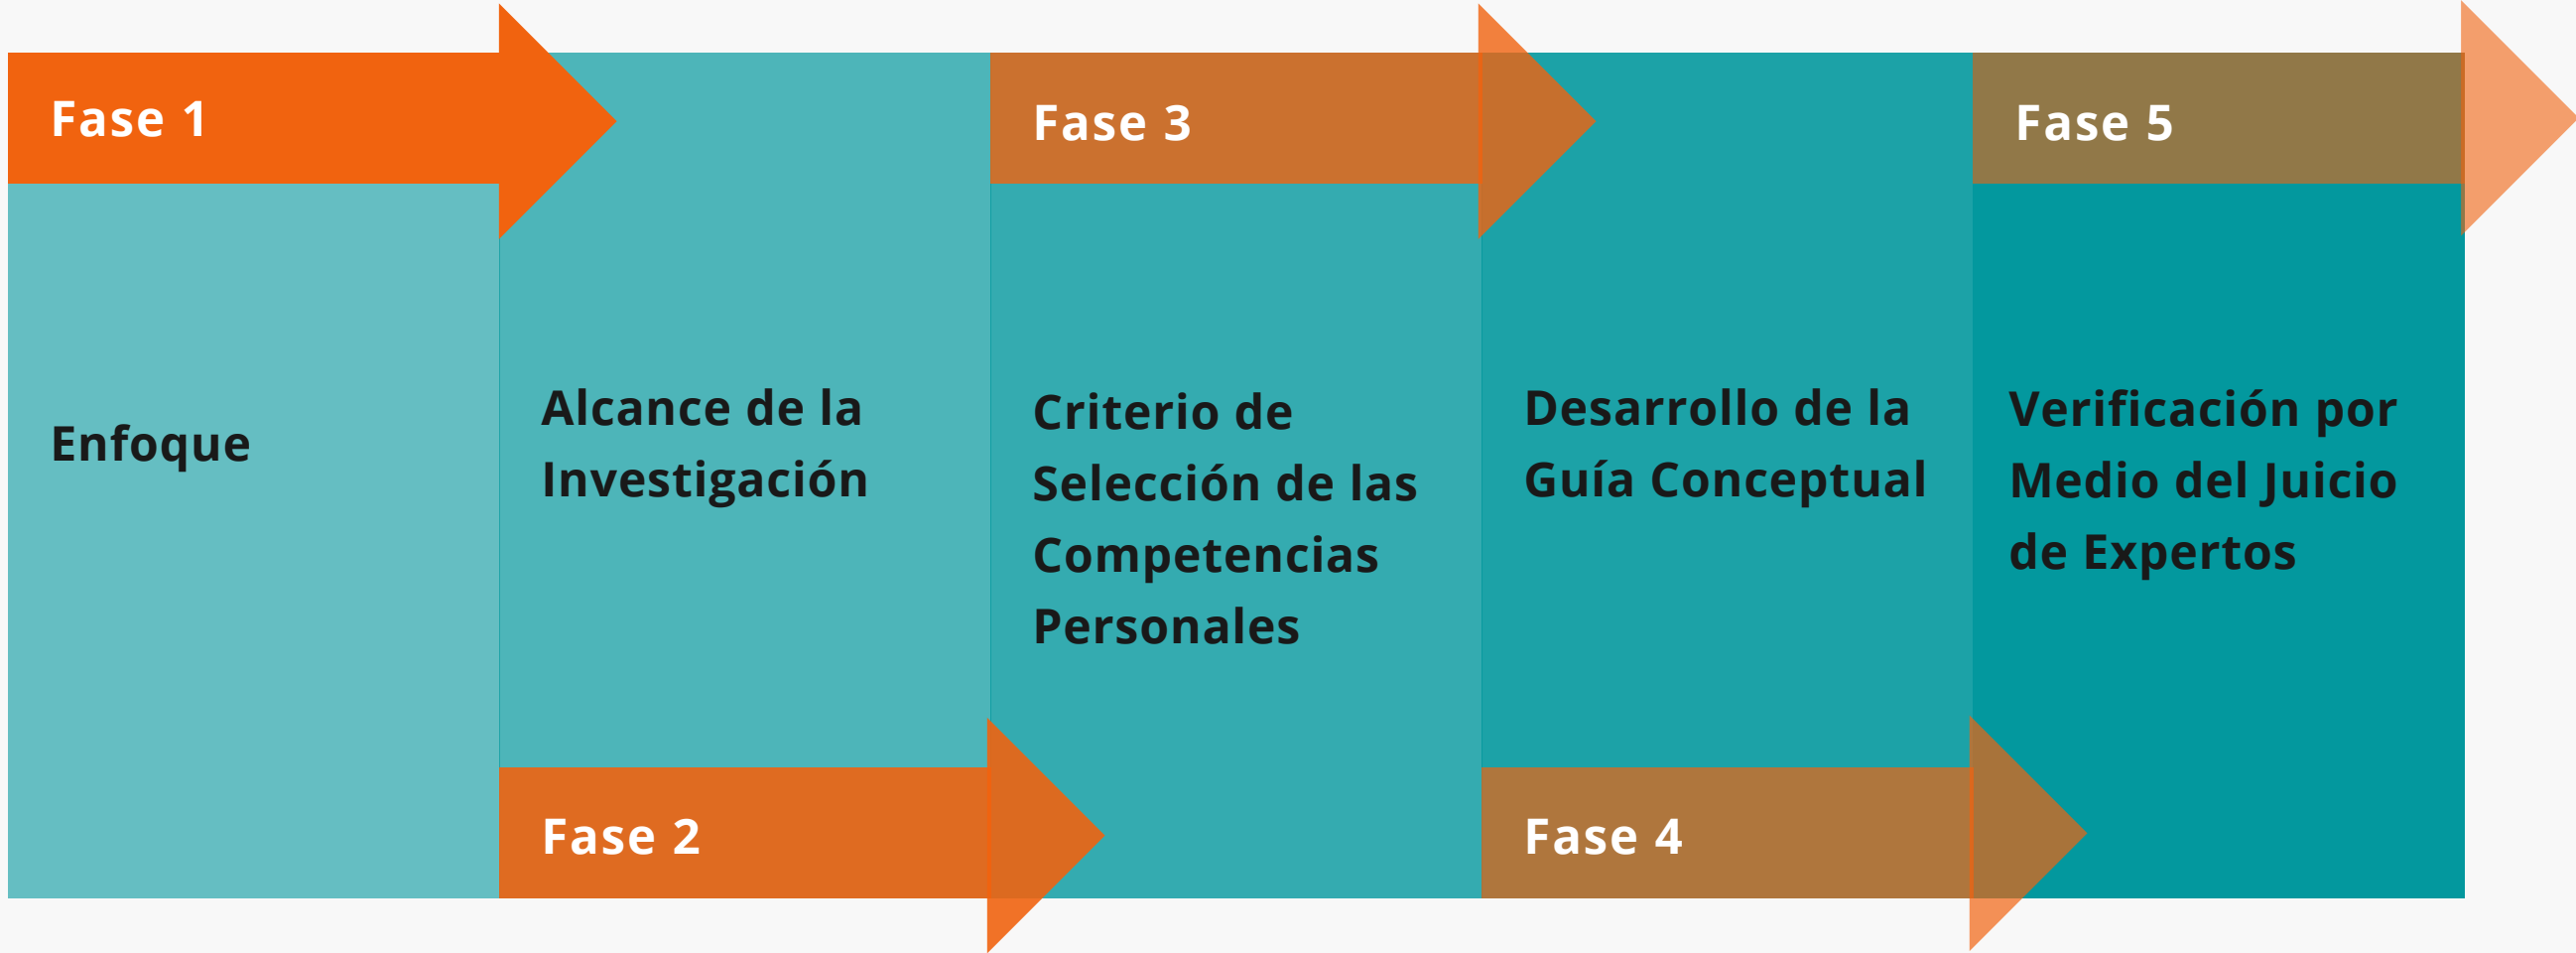 Fase 1
Enfoque
Alcance de la
Investigación
Fase 2
Fase 3
Criterio de
Selección de las
Competencias
Personales
Desarrollo de la
Guía Conceptual
Fase 4
Fase 5
Verificación por
Medio del Juicio
de Expertos